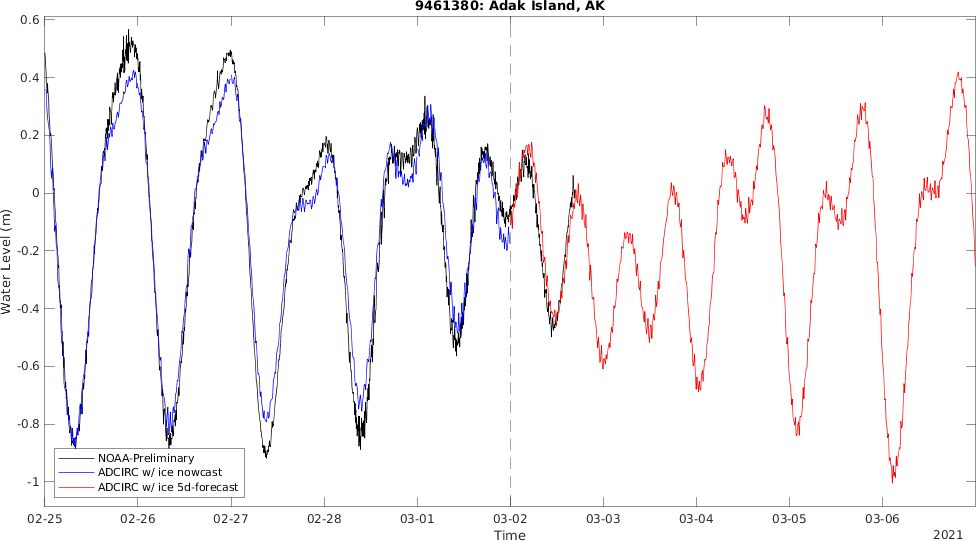 9461380: Adak Island, AK
0.6
0.4
0.2
0
-0.2
-0.4
-0.6
-0.8
-1
Water Level (m)
NOAA-Preliminary
ADCIRC w/ ice nowcast
ADCIRC w/ ice 5d-forecast
02-25 02-26 02-27 02-28 03-01 03-02 03-03 03-04 03-05 03-06
Time
2021